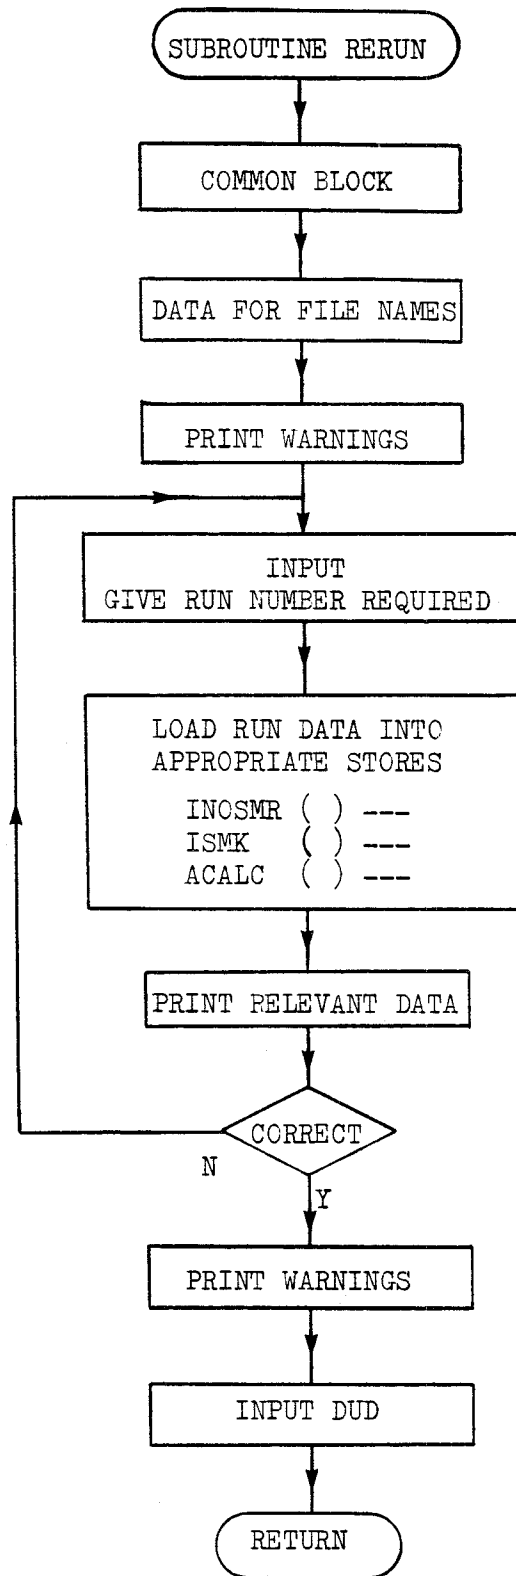 SUBROUTINE RERUN
COMMON BLOCK
DATA FOR FILE NAMES
PRINT WARNINGS
INPUT
GIVE RUN NUMBER REQUIRED
LOAD RUN DATA INTO
APPROPRIATE STORES
INOSMR ( ) ---
ISMK ( ) ---
ACALC ( ) ---
PRINT RELEVANT DATA
CORRECT
N
Y
PRINT WARNINGS
INPUT DUD
RETURN